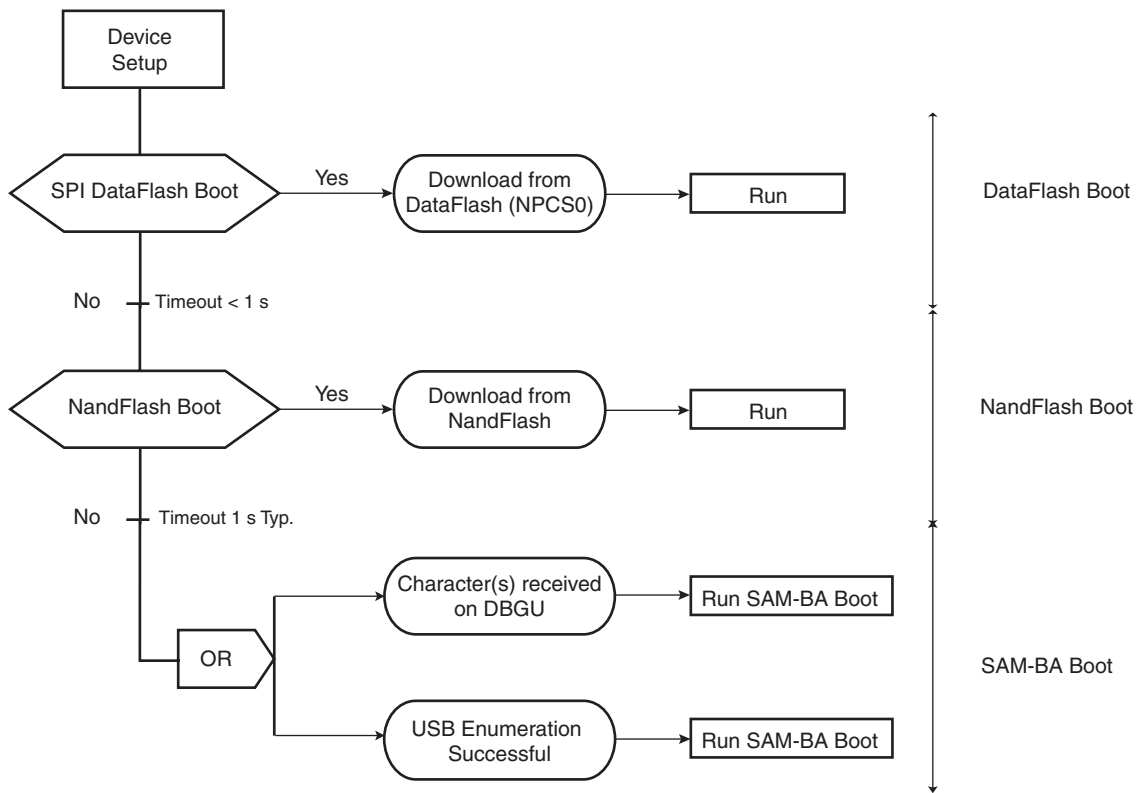 Device
Setup
SPI DataFlash Boot
Yes
Download from
DataFlash (NPCS0)
Run
DataFlash Boot
No
Timeout < 1 s
NandFlash Boot
Yes
Download from
NandFlash
Run
NandFlash Boot
No
Timeout 1 s Typ.
Character(s) received
on DBGU
Run SAM-BA Boot
OR
SAM-BA Boot
USB Enumeration
Successful
Run SAM-BA Boot